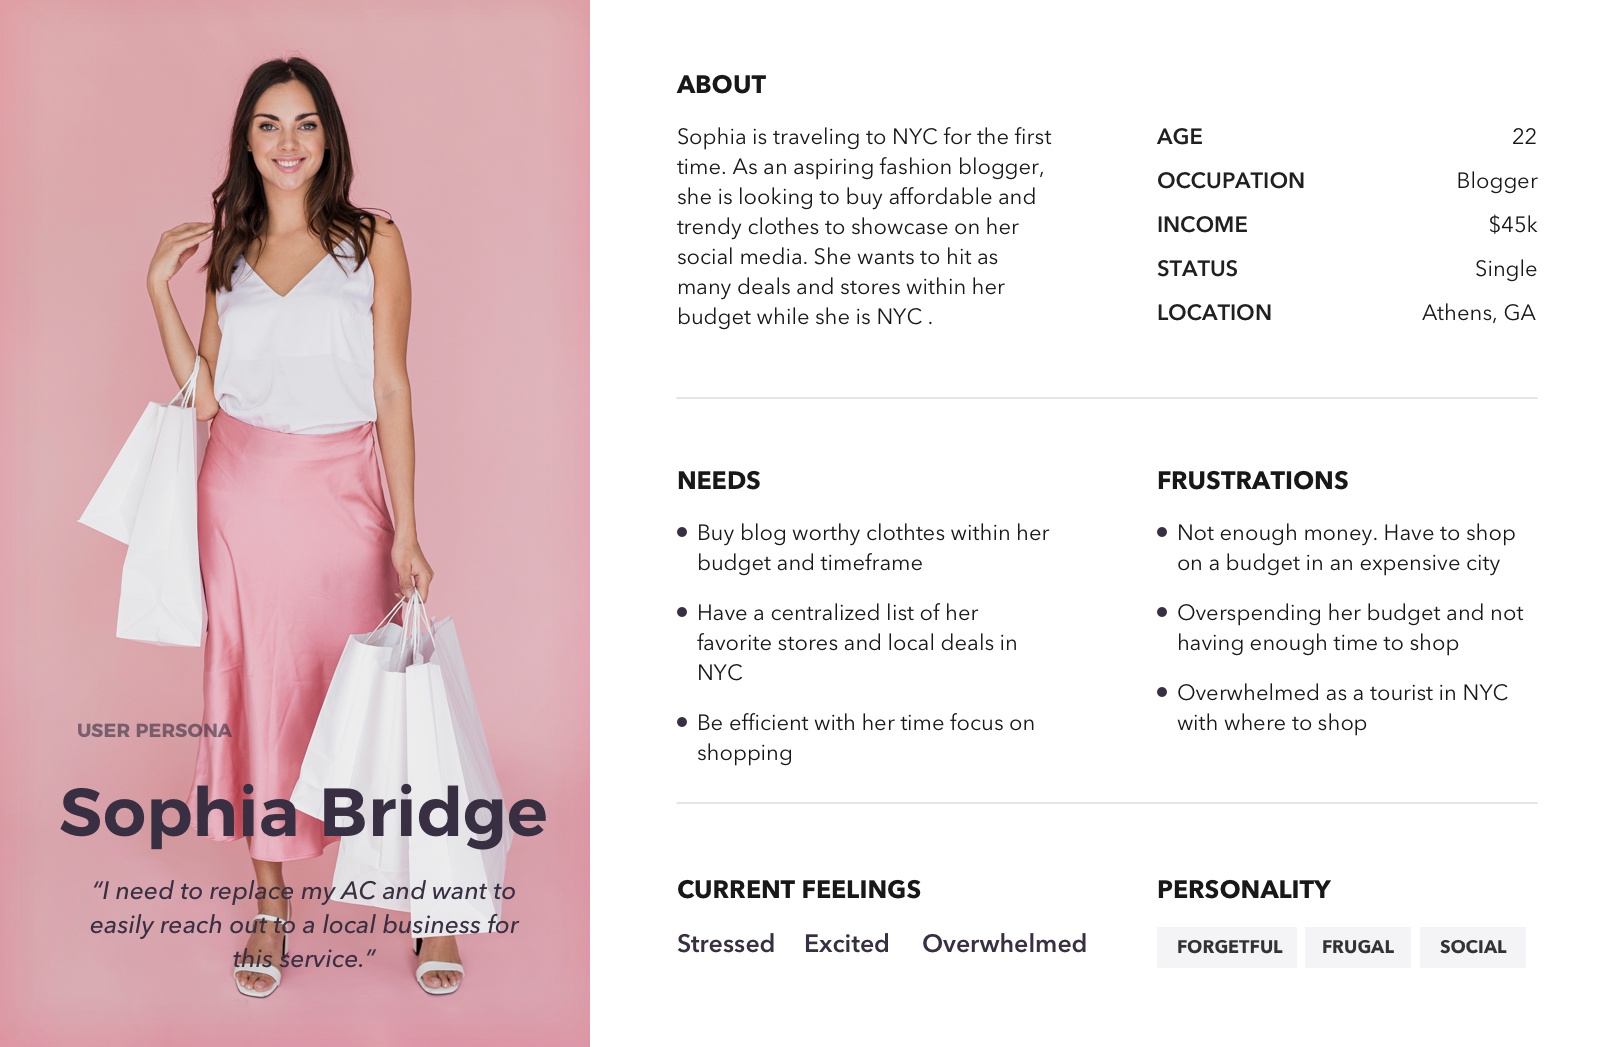 USER PERSONA
Sophia Bridge
“I need to replace my AC and want to
easily reach out to a local business for
this service.“
ABOUT
Sophia is traveling to NYC for the first
time. As an aspiring fashion blogger,
she is looking to buy affordable and
trendy clothes to showcase on her
social media. She wants to hit as
many deals and stores within her
budget while she is NYC .
AGE 22
OCCUPATION Blogger
INCOME $45k
STATUS Single
LOCATION Athens, GA
NEEDS
Buy blog worthy clothtes within her
budget and timeframe
Have a centralized list of her
favorite stores and local deals in
NYC
Be efficient with her time focus on
shopping
FRUSTRATIONS
Not enough money. Have to shop
on a budget in an expensive city
Overspending her budget and not
having enough time to shop
Overwhelmed as a tourist in NYC
with where to shop
CURRENT FEELINGS
Stressed Excited Overwhelmed
PERSONALITY
FORGETFUL FRUGAL SOCIAL